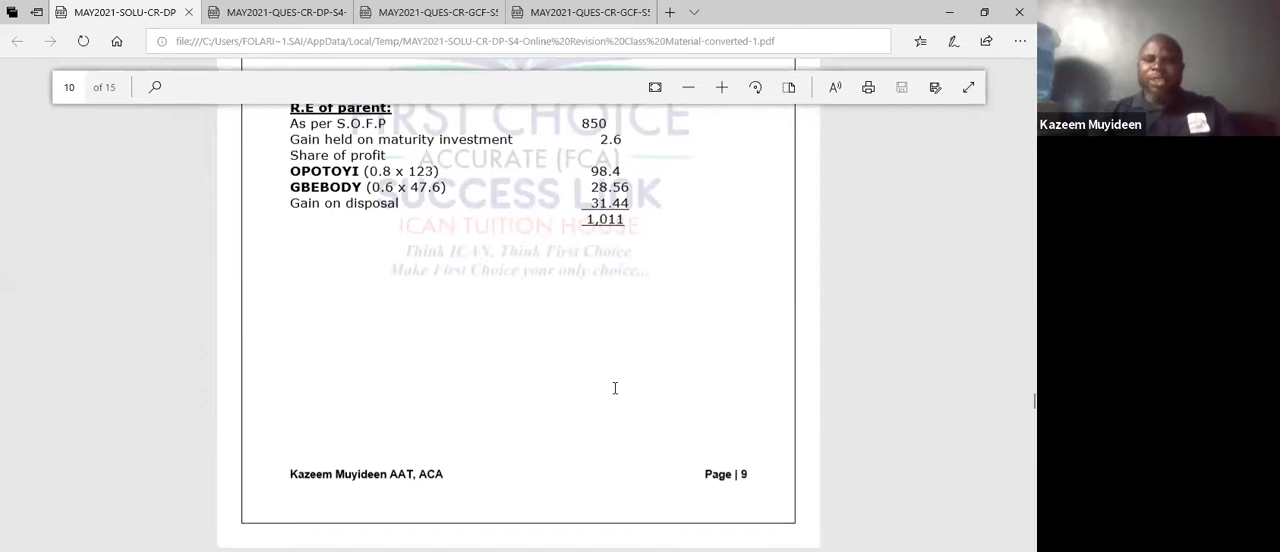 MAY2021-SOLU-CR-DP-
MAY2021-QUES-CR-DP-S4-
MAY2021-QUES-CR-GCF-S5
MAY2021-QUES-CR-GCF-S5
file:///C:/Users/FOLARI~1.SAI/AppData/Local/Temp/MAY2021-SOLU-CR-DP-S4-Online%20Revision%20Class%20Material-converted-1.pdf
10 of 15
Kazeem Muyideen
FIRST CHOICE
ACCURATE (FCA)
SUCCESS LINK
ICAN TUITION HOUSE
Think ICAN, Think First Choice
Make First Choice your only choice...
R.E of parent:
As per S.O.F.P 850
Gain held on maturity investment 2.6
Share of profit
OPOTOYI (0.8 x 123) 98.4
GBEBODY (0.6 x 47.6) 28.56
Gain on disposal 31.44
1,011
Kazeem Muyideen AAT, ACA Page | 9